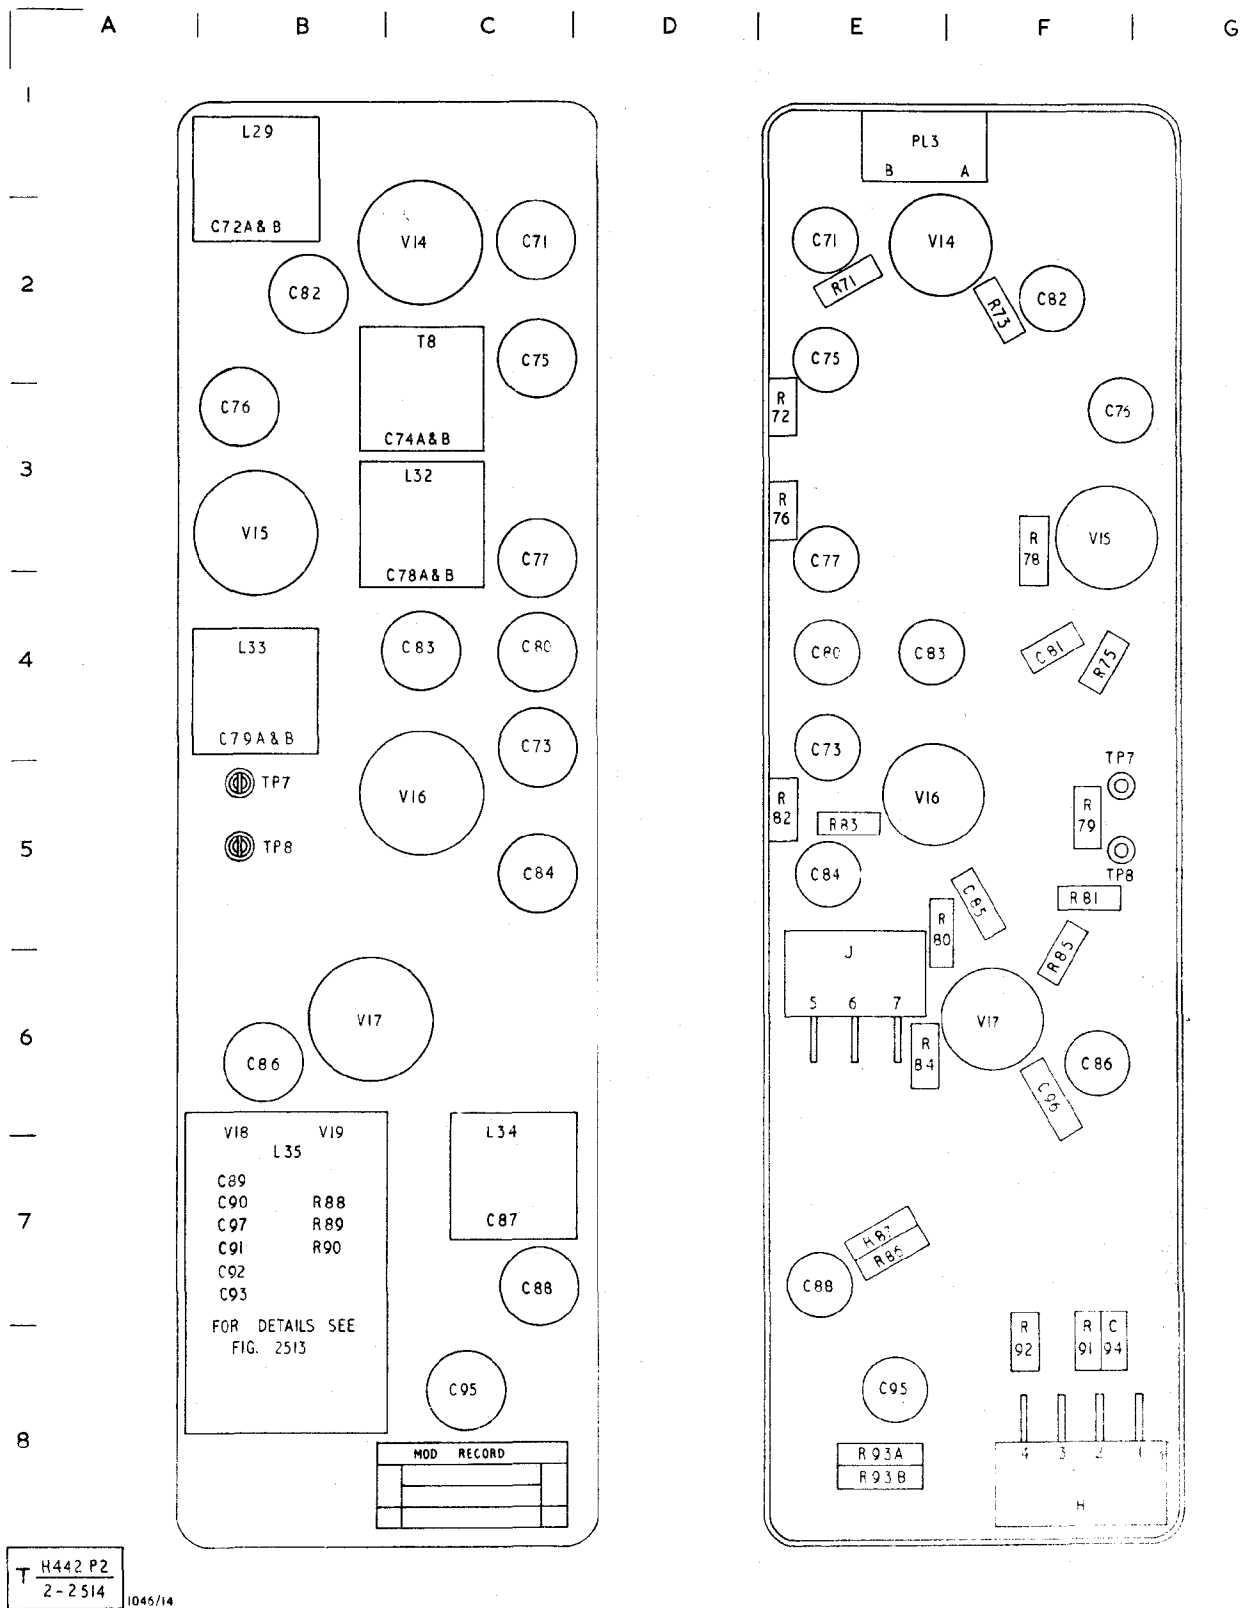 A B C D E F G
1
2
3
4
5
6
7
8
L29
C72A & B
V14
C71
C82
T8
C74A & B
C75
C76
L32
C78A & B
V15
C77
L33
C79A & B
C83
C80
C73
TP7
TP8
V16
C84
V17
C86
V18 V19
L35
C89
C90 R88
C97 R89
C91 R90
C92
C93
FOR DETAILS SEE
FIG. 2513
L34
C87
C88
C95
MOD RECORD
PL3
B A
C71
V14
R71
R73
C82
C75
R
72
C76
R
76
C77
R
78
V15
C80
C83
C81
R75
C73
TP7
R
82
V16
R83
R
79
C84
TP8
C85
R81
R
80
R85
J
5 6 7
V17
R
84
C86
C96
R87
R86
C88
R
92
R
91
C
94
C95
R93A
R93B
4 3 2 1
H
T H442 P2
2-2514
1046/14